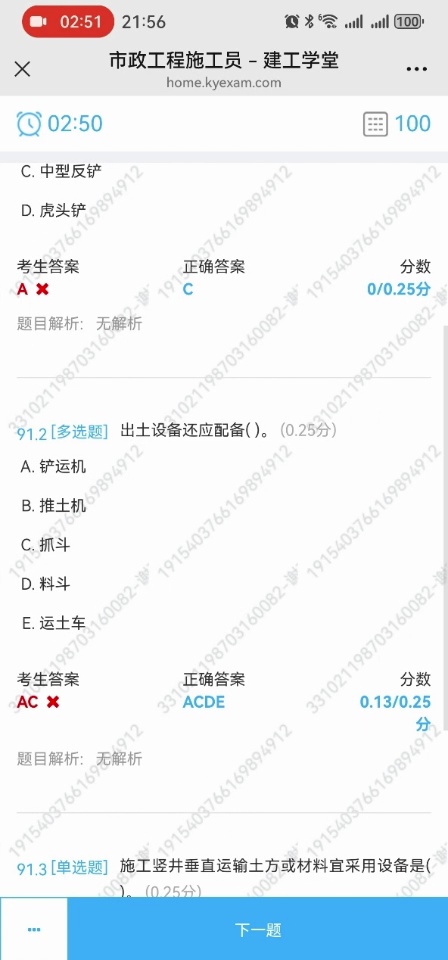 02:51 21:56 100
市政工程施工员 - 建工学堂
home.kyexam.com
02:50 100
C. 中型反铲
D. 虎头铲
考生答案 正确答案 分数
A C 0/0.25分
题目解析: 无解析
91.2 [多选题] 出土设备还应配备( )。 (0.25分)
A. 铲运机
B. 推土机
C. 抓斗
D. 料斗
E. 运土车
考生答案 正确答案 分数
AC ACDE 0.13/0.25
分
题目解析: 无解析
91.3 [单选题] 施工竖井垂直运输土方或材料宜采用设备是(
)。 (0.25分)
下一题